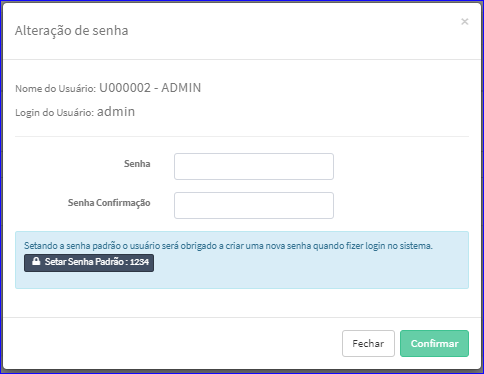 Alteração de senha
×
Nome do Usuário: U000002 - ADMIN
Login do Usuário: admin
Senha
Senha Confirmação
Setando a senha padrão o usuário será obrigado a criar uma nova senha quando fizer login no sistema.
Setar Senha Padrão : 1234
Fechar
Confirmar